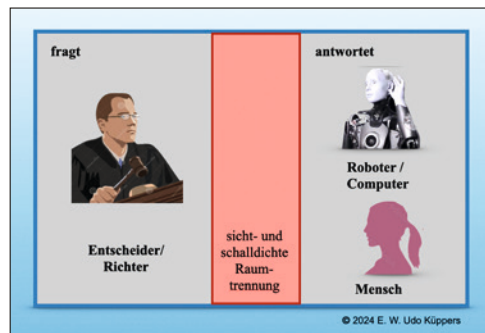 fragt
antwortet
Roboter /
Computer
Entscheider/
Richter
sicht- und
schalldichte
Raum-
trennung
Mensch
© 2024 E. W. Udo Küppers